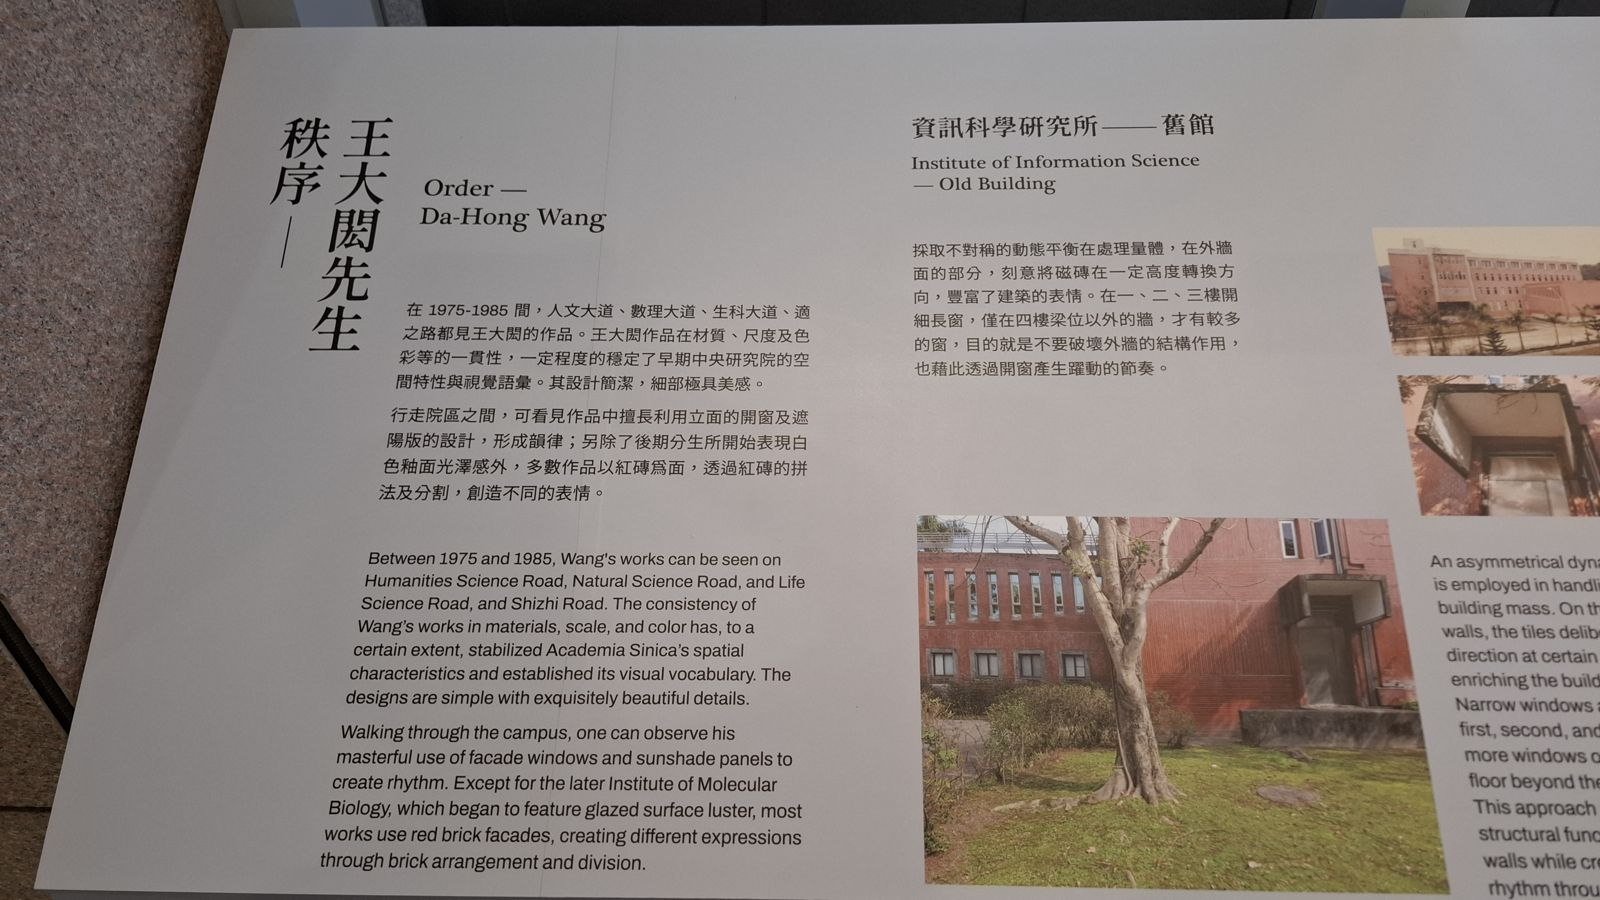 秩序——
王大閎先生
Order —
Da-Hong Wang
在 1975-1985 間，人文大道、數理大道、生科大道、適
之路都見王大閎的作品。王大閎作品在材質、尺度及色
彩等的一貫性，一定程度的穩定了早期中央研究院的空
間特性與視覺語彙。其設計簡潔，細部極具美感。
行走院區之間，可看見作品中擅長利用立面的開窗及遮
陽版的設計，形成韻律；另除了後期分生所開始表現白
色釉面光澤感外，多數作品以紅磚爲面，透過紅磚的拼
法及分割，創造不同的表情。
Between 1975 and 1985, Wang's works can be seen on
Humanities Science Road, Natural Science Road, and Life
Science Road, and Shizhi Road. The consistency of
Wang's works in materials, scale, and color has, to a
certain extent, stabilized Academia Sinica's spatial
characteristics and established its visual vocabulary. The
designs are simple with exquisitely beautiful details.
Walking through the campus, one can observe his
masterful use of facade windows and sunshade panels to
create rhythm. Except for the later Institute of Molecular
Biology, which began to feature glazed surface luster, most
works use red brick facades, creating different expressions
through brick arrangement and division.
資訊科學研究所——舊館
Institute of Information Science
— Old Building
採取不對稱的動態平衡在處理量體，在外牆
面的部分，刻意將磁磚在一定高度轉換方
向，豐富了建築的表情。在一、二、三樓開
細長窗，僅在四樓梁位以外的牆，才有較多
的窗，目的就是不要破壞外牆的結構作用，
也藉此透過開窗產生躍動的節奏。
An asymmetrical
is employed in
building mass. On
walls, the tiles
direction at certain
enriching the
Narrow windows
first, second, and
more windows
floor beyond
This approach
structural
walls while
rhythm